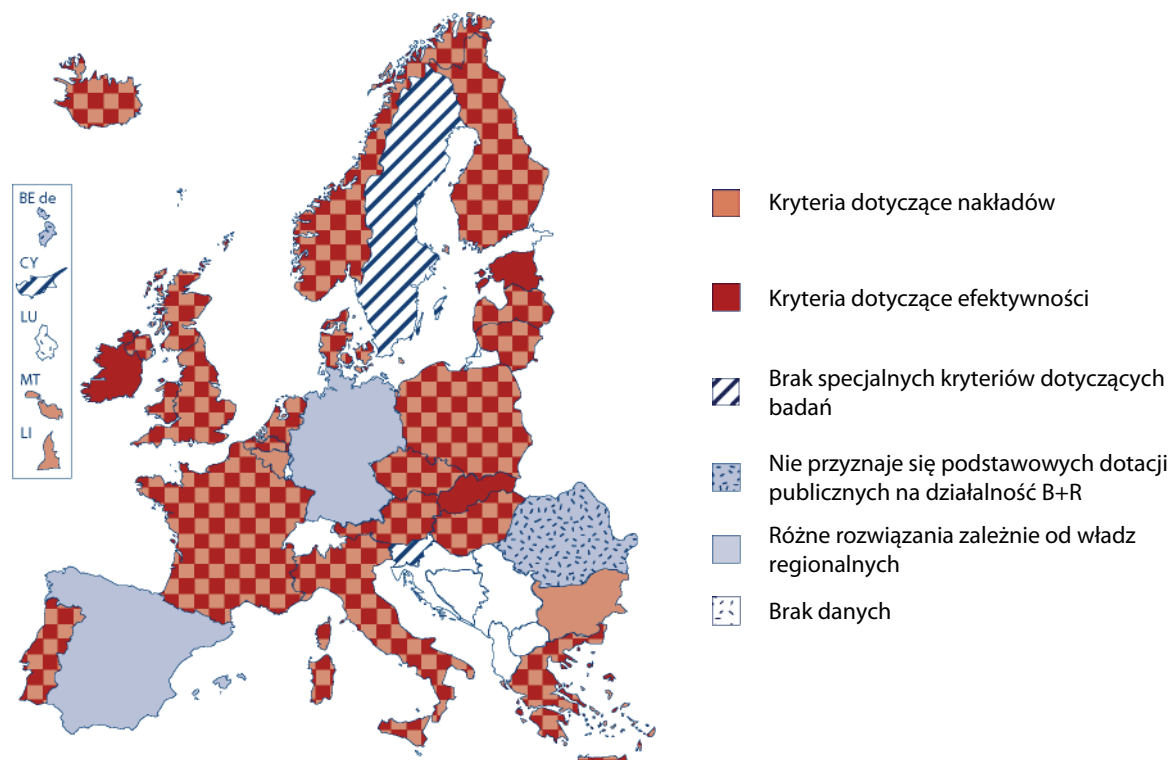 BE de
CY
LU
MT
LI
Kryteria dotyczące nakładów
Kryteria dotyczące efektywności
Brak specjalnych kryteriów dotyczących
badań
Nie przyznaje się podstawowych dotacji
publicznych na działalność B+R
Różne rozwiązania zależnie od władz
regionalnych
Brak danych